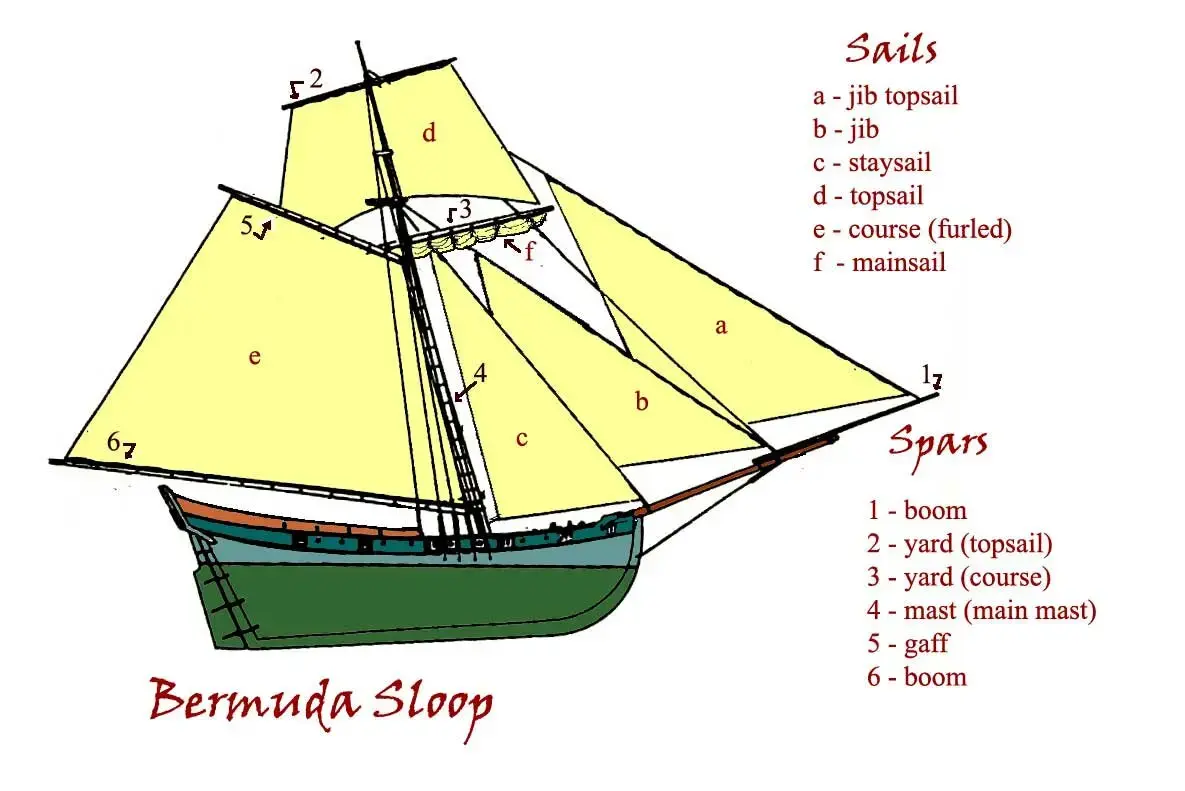 Sails
a - jib topsail
b - jib
c - staysail
d - topsail
e - course (furled)
f - mainsail
2
d
3
5
f
a
e
4
1
b
6
c
Spars
1 - boom
2 - yard (topsail)
3 - yard (course)
4 - mast (main mast)
5 - gaff
6 - boom
Bermuda Sloop